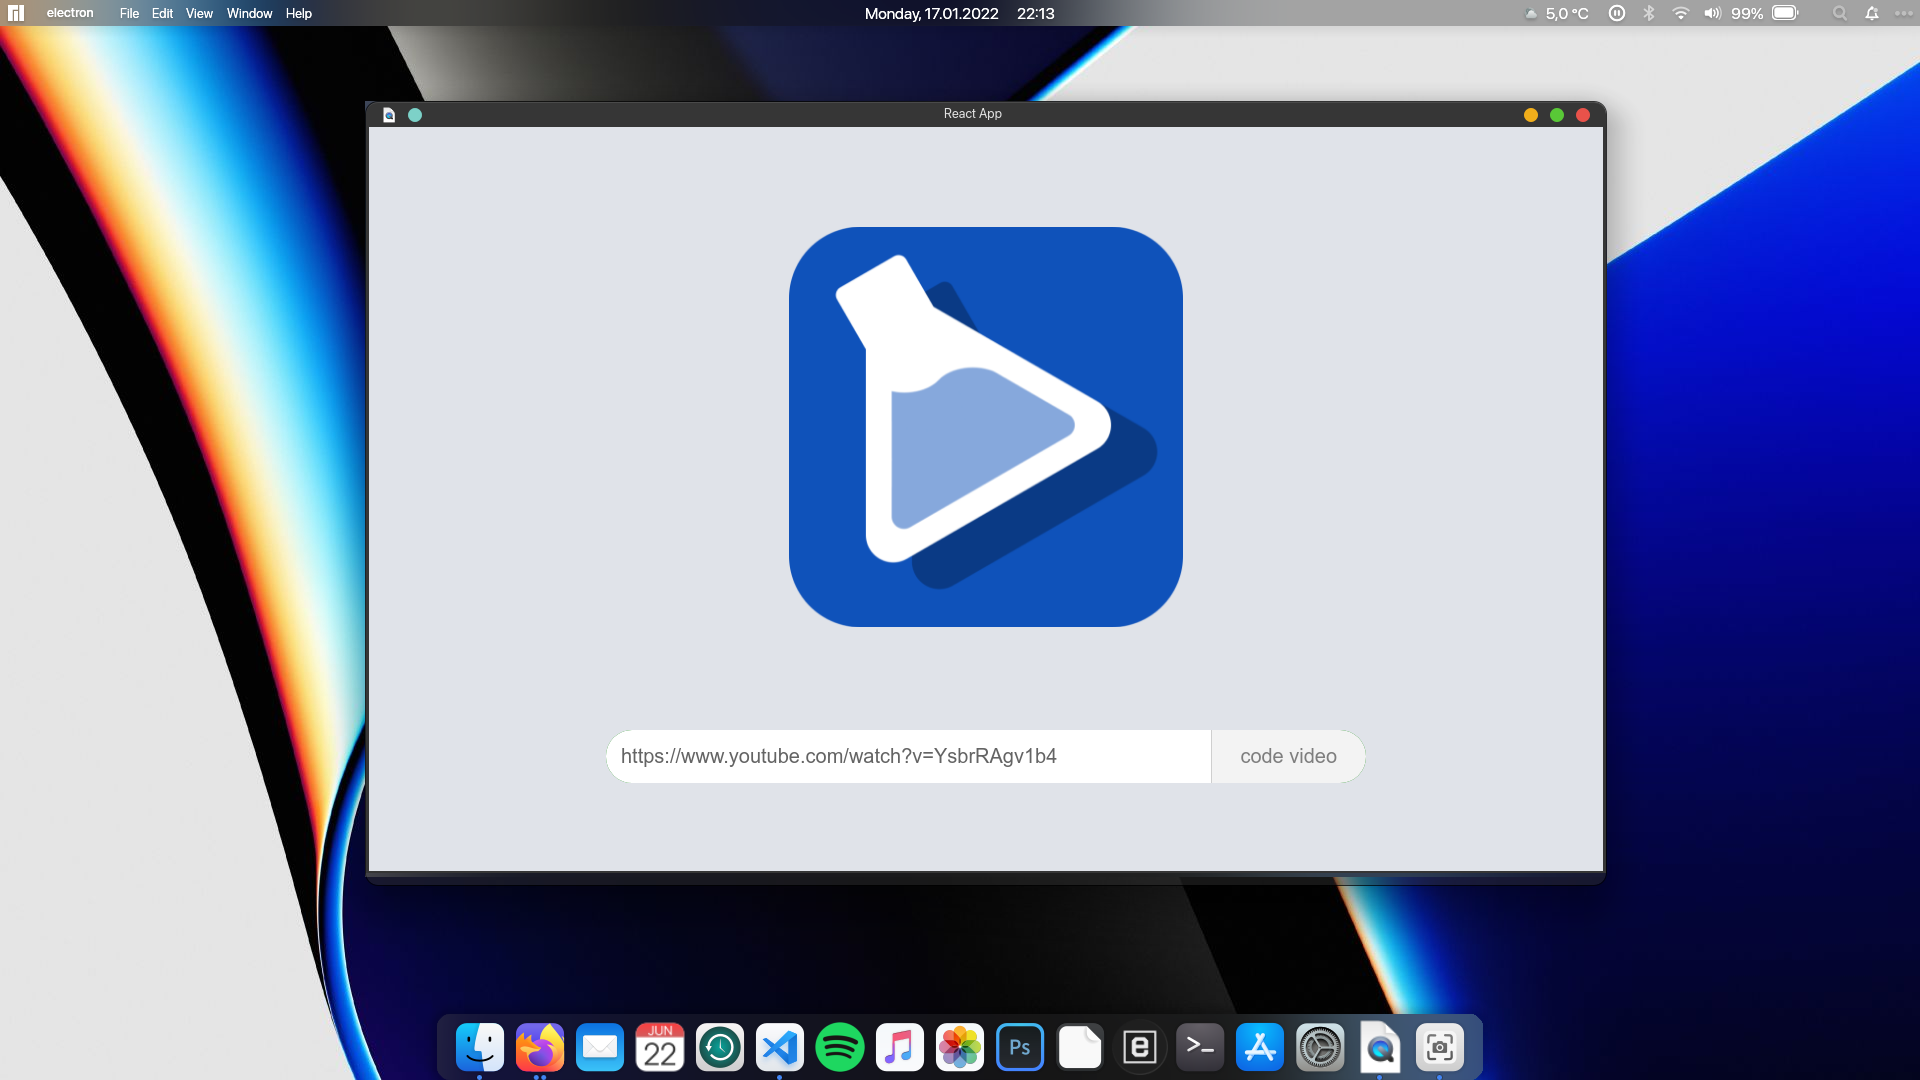 electron File Edit View Window Help Monday, 17.01.2022 22:13 5,0 °C 99%
React App
https://www.youtube.com/watch?v=YsbrRAgv1b4 code video
JUN
22
Ps
e
>_